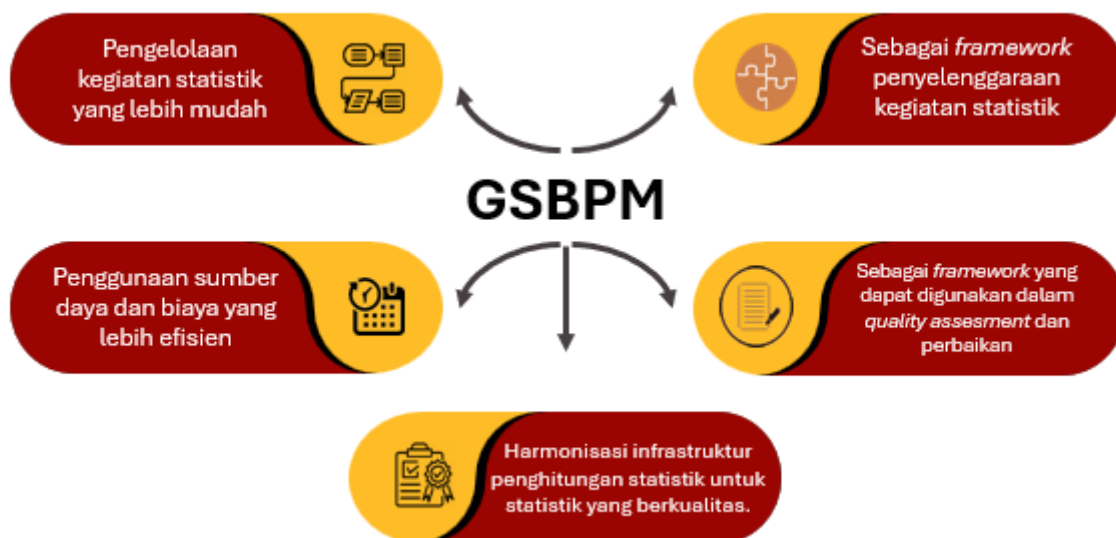 Pengelolaan
kegiatan statistik
yang lebih mudah
Sebagai framework
penyelenggaraan
kegiatan statistik
GSBPM
Penggunaan sumber
daya dan biaya yang
lebih efisien
Sebagai framework yang
dapat digunakan dalam
quality assesment dan
perbaikan
Harmonisasi infrastruktur
penghitungan statistik untuk
statistik yang berkualitas.